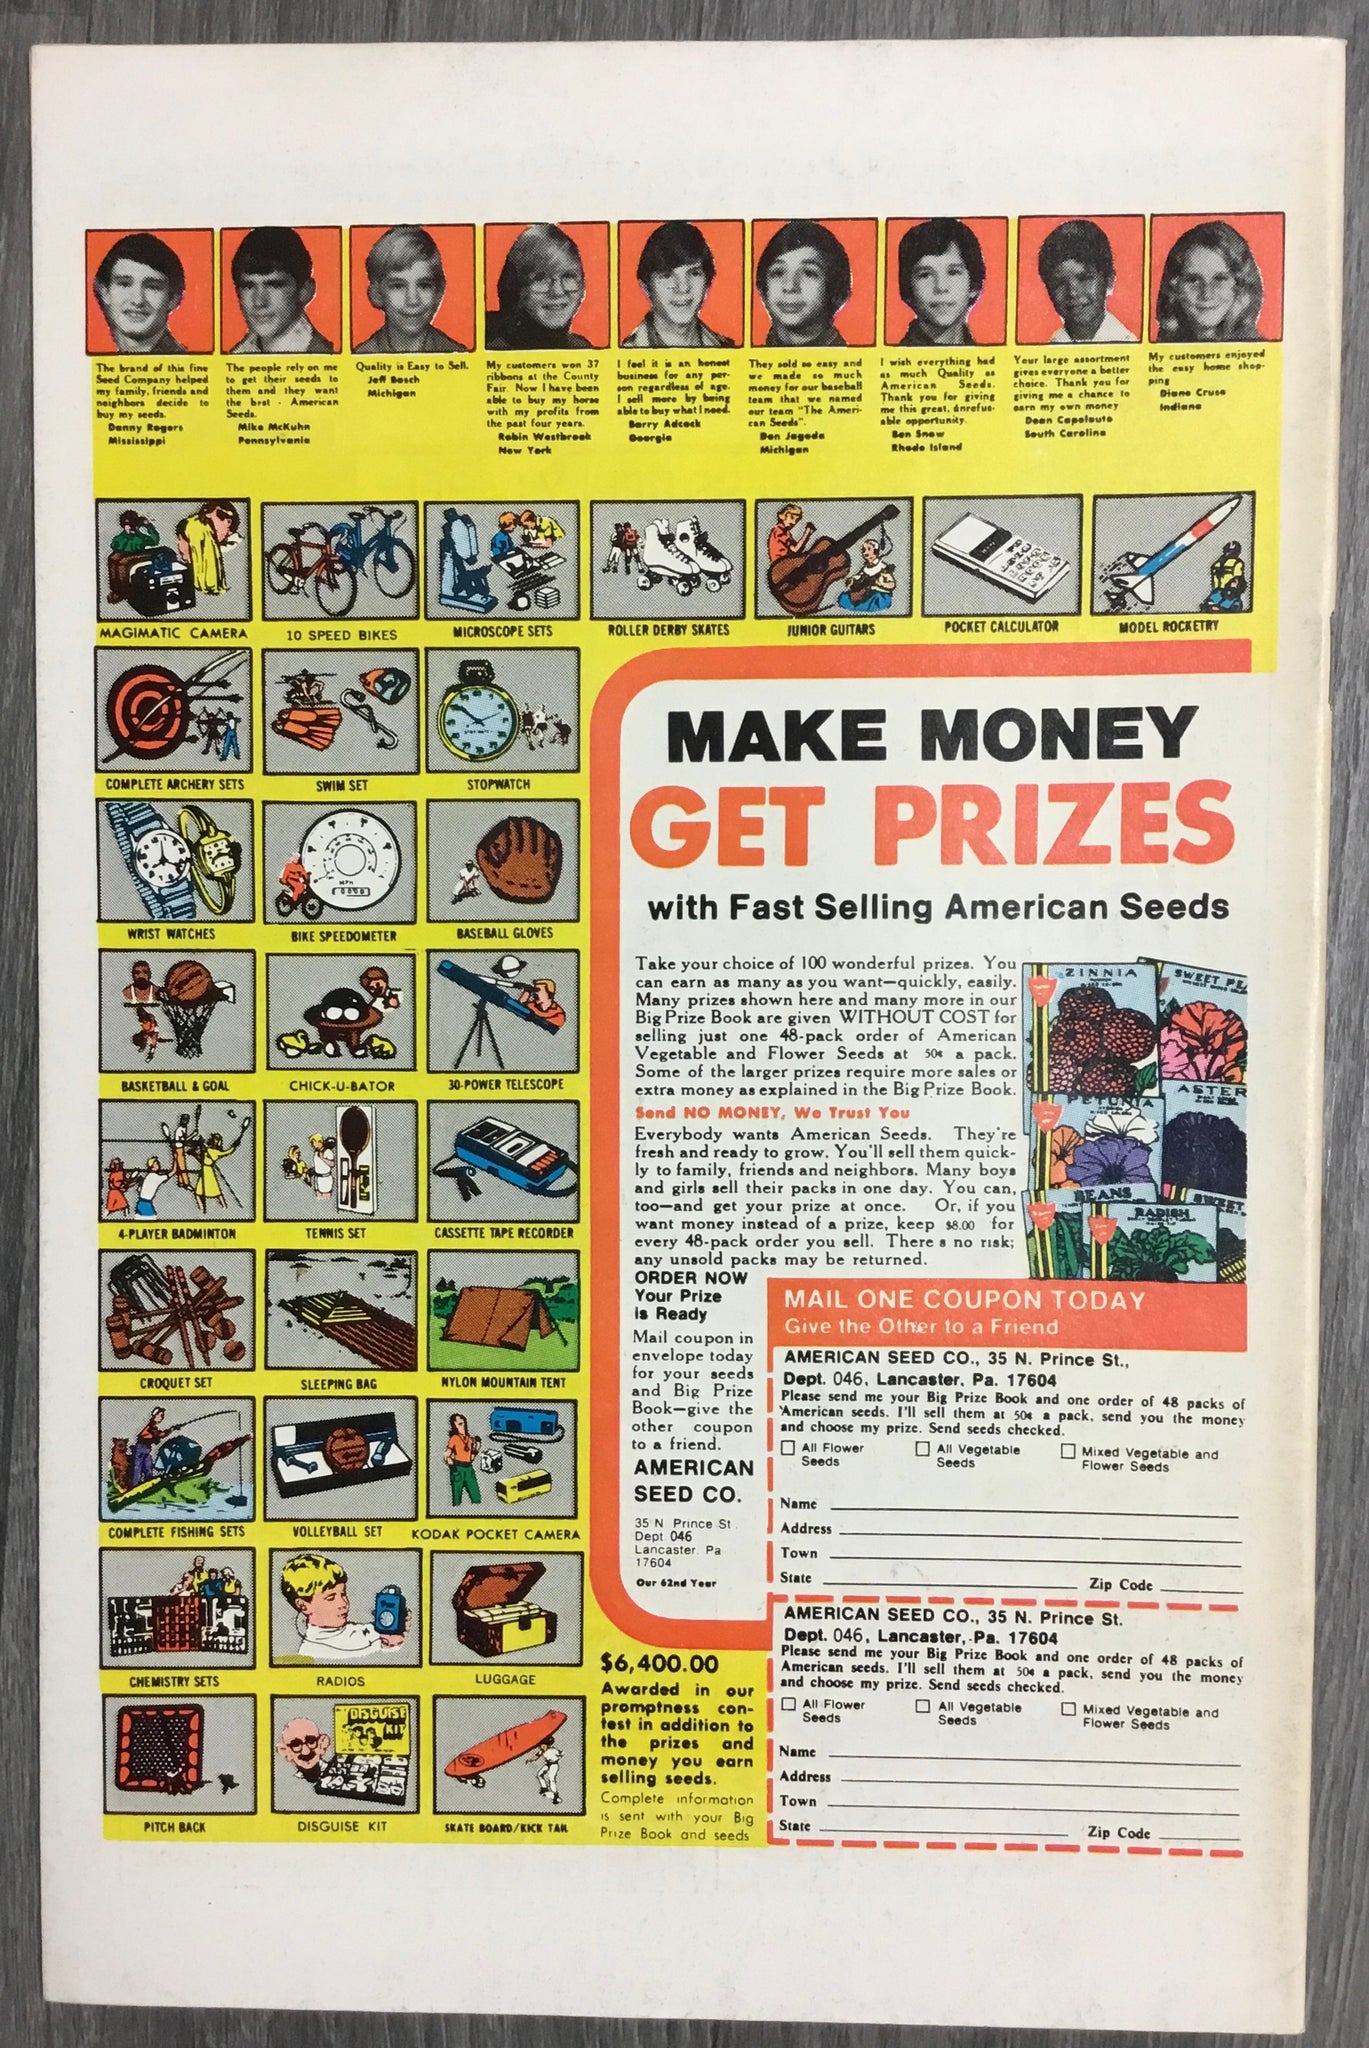 The brand of this fine
Seed Company helped
my family, friends and
neighbors decide to
buy my seeds.
Danny Rogers
Mississippi
The people rely on me
to get their seeds to
them and they want
the best - American
Seeds.
Mike McKuhn
Pennsylvania
Quality is Easy to Sell.
Jeff Bosch
Michigan
My customers won 37
ribbons at the County
Fair. Now I have been
able to buy my horse
with my profits from
the past four years.
Robin Westbrook
New York
I feel it is an honest
business for any per-
son regardless of age.
I sell more by being
able to buy what I need.
Barry Adcock
Georgia
They sold so easy and
we made so much
money for our baseball
team that we named
our team "The Ameri-
can Seeds".
Don Jagoda
Michigan
I wish everything had
as much Quality as
American Seeds.
Thank you for giving
me this great, unrefus-
able opportunity.
Ben Snow
Rhode Island
Your large assortment
gives everyone a better
choice. Thank you for
giving me a chance to
earn my own money
Dean Capolouto
South Carolina
My customers enjoyed
the easy home shop-
ping
Diane Cruse
Indiana
MAGIMATIC CAMERA
10 SPEED BIKES
MICROSCOPE SETS
ROLLER DERBY SKATES
JUNIOR GUITARS
POCKET CALCULATOR
MODEL ROCKETRY
COMPLETE ARCHERY SETS
SWIM SET
STOPWATCH
WRIST WATCHES
MPH
BIKE SPEEDOMETER
BASEBALL GLOVES
BASKETBALL & GOAL
CHICK-U-BATOR
30-POWER TELESCOPE
4-PLAYER BADMINTON
TENNIS SET
CASSETTE TAPE RECORDER
CROQUET SET
SLEEPING BAG
NYLON MOUNTAIN TENT
COMPLETE FISHING SETS
VOLLEYBALL SET
KODAK POCKET CAMERA
CHEMISTRY SETS
RADIOS
LUGGAGE
PITCH BACK
DISGUISE
KIT
DISGUISE KIT
SKATE BOARD/KICK TAIL
MAKE MONEY
GET PRIZES
with Fast Selling American Seeds
Take your choice of 100 wonderful prizes. You
can earn as many as you want—quickly, easily.
Many prizes shown here and many more in our
Big Prize Book are given WITHOUT COST for
selling just one 48-pack order of American
Vegetable and Flower Seeds at 50¢ a pack.
Some of the larger prizes require more sales or
extra money as explained in the Big Prize Book.
Send NO MONEY, We Trust You
Everybody wants American Seeds. They're
fresh and ready to grow. You'll sell them quick-
ly to family, friends and neighbors. Many boys
and girls sell their packs in one day. You can,
too—and get your prize at once. Or, if you
want money instead of a prize, keep $8.00 for
every 48-pack order you sell. There s no risk;
any unsold packs may be returned.
ZINNIA
SWEET PE
ASTER
PETUNIA
BEANS
RADISH
SWEET
ORDER NOW
Your Prize
is Ready
Mail coupon in
envelope today
for your seeds
and Big Prize
Book—give the
other coupon
to a friend.
AMERICAN
SEED CO.
35 N Prince St
Dept 046
Lancaster, Pa
17604
Our 62nd Year
MAIL ONE COUPON TODAY
Give the Other to a Friend
AMERICAN SEED CO., 35 N. Prince St.,
Dept. 046, Lancaster, Pa. 17604
Please send me your Big Prize Book and one order of 48 packs of
American seeds. I'll sell them at 50¢ a pack, send you the money
and choose my prize. Send seeds checked.
All Flower
Seeds
All Vegetable
Seeds
Mixed Vegetable and
Flower Seeds
Name
Address
Town
State Zip Code
AMERICAN SEED CO., 35 N. Prince St.
Dept. 046, Lancaster, Pa. 17604
Please send me your Big Prize Book and one order of 48 packs of
American seeds. I'll sell them at 50¢ a pack, send you the money
and choose my prize. Send seeds checked.
All Flower
Seeds
All Vegetable
Seeds
Mixed Vegetable and
Flower Seeds
Name
Address
Town
State Zip Code
$6,400.00
Awarded in our
promptness con-
test in addition to
the prizes and
money you earn
selling seeds.
Complete information
is sent with your Big
Prize Book and seeds